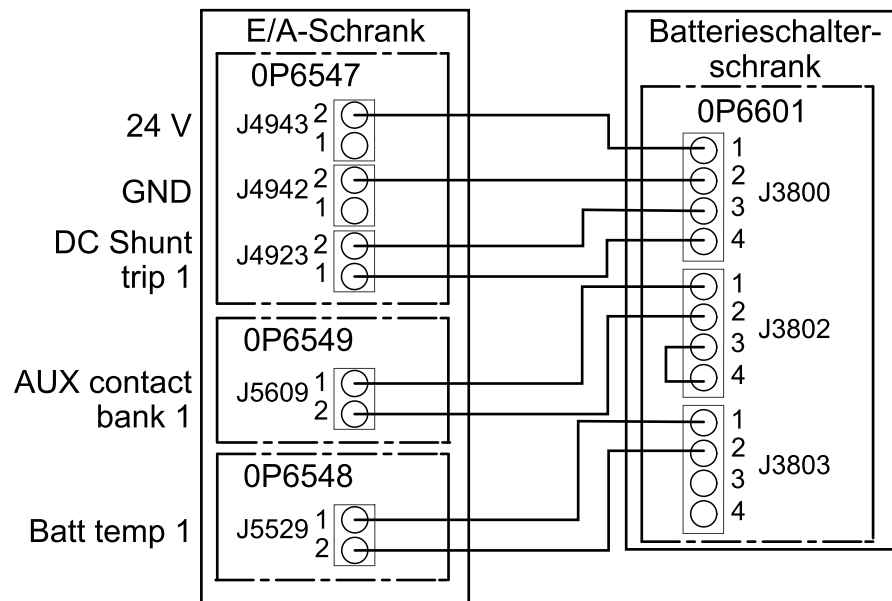 E/A-Schrank
0P6547
24 V
J4943
2
1
GND
J4942
2
1
DC Shunt
trip 1
J4923
2
1
0P6549
AUX contact
bank 1
J5609
1
2
0P6548
Batt temp 1
J5529
1
2
Batterieschalter-
schrank
0P6601
1
2
3
4
J3800
1
2
3
4
J3802
1
2
3
4
J3803